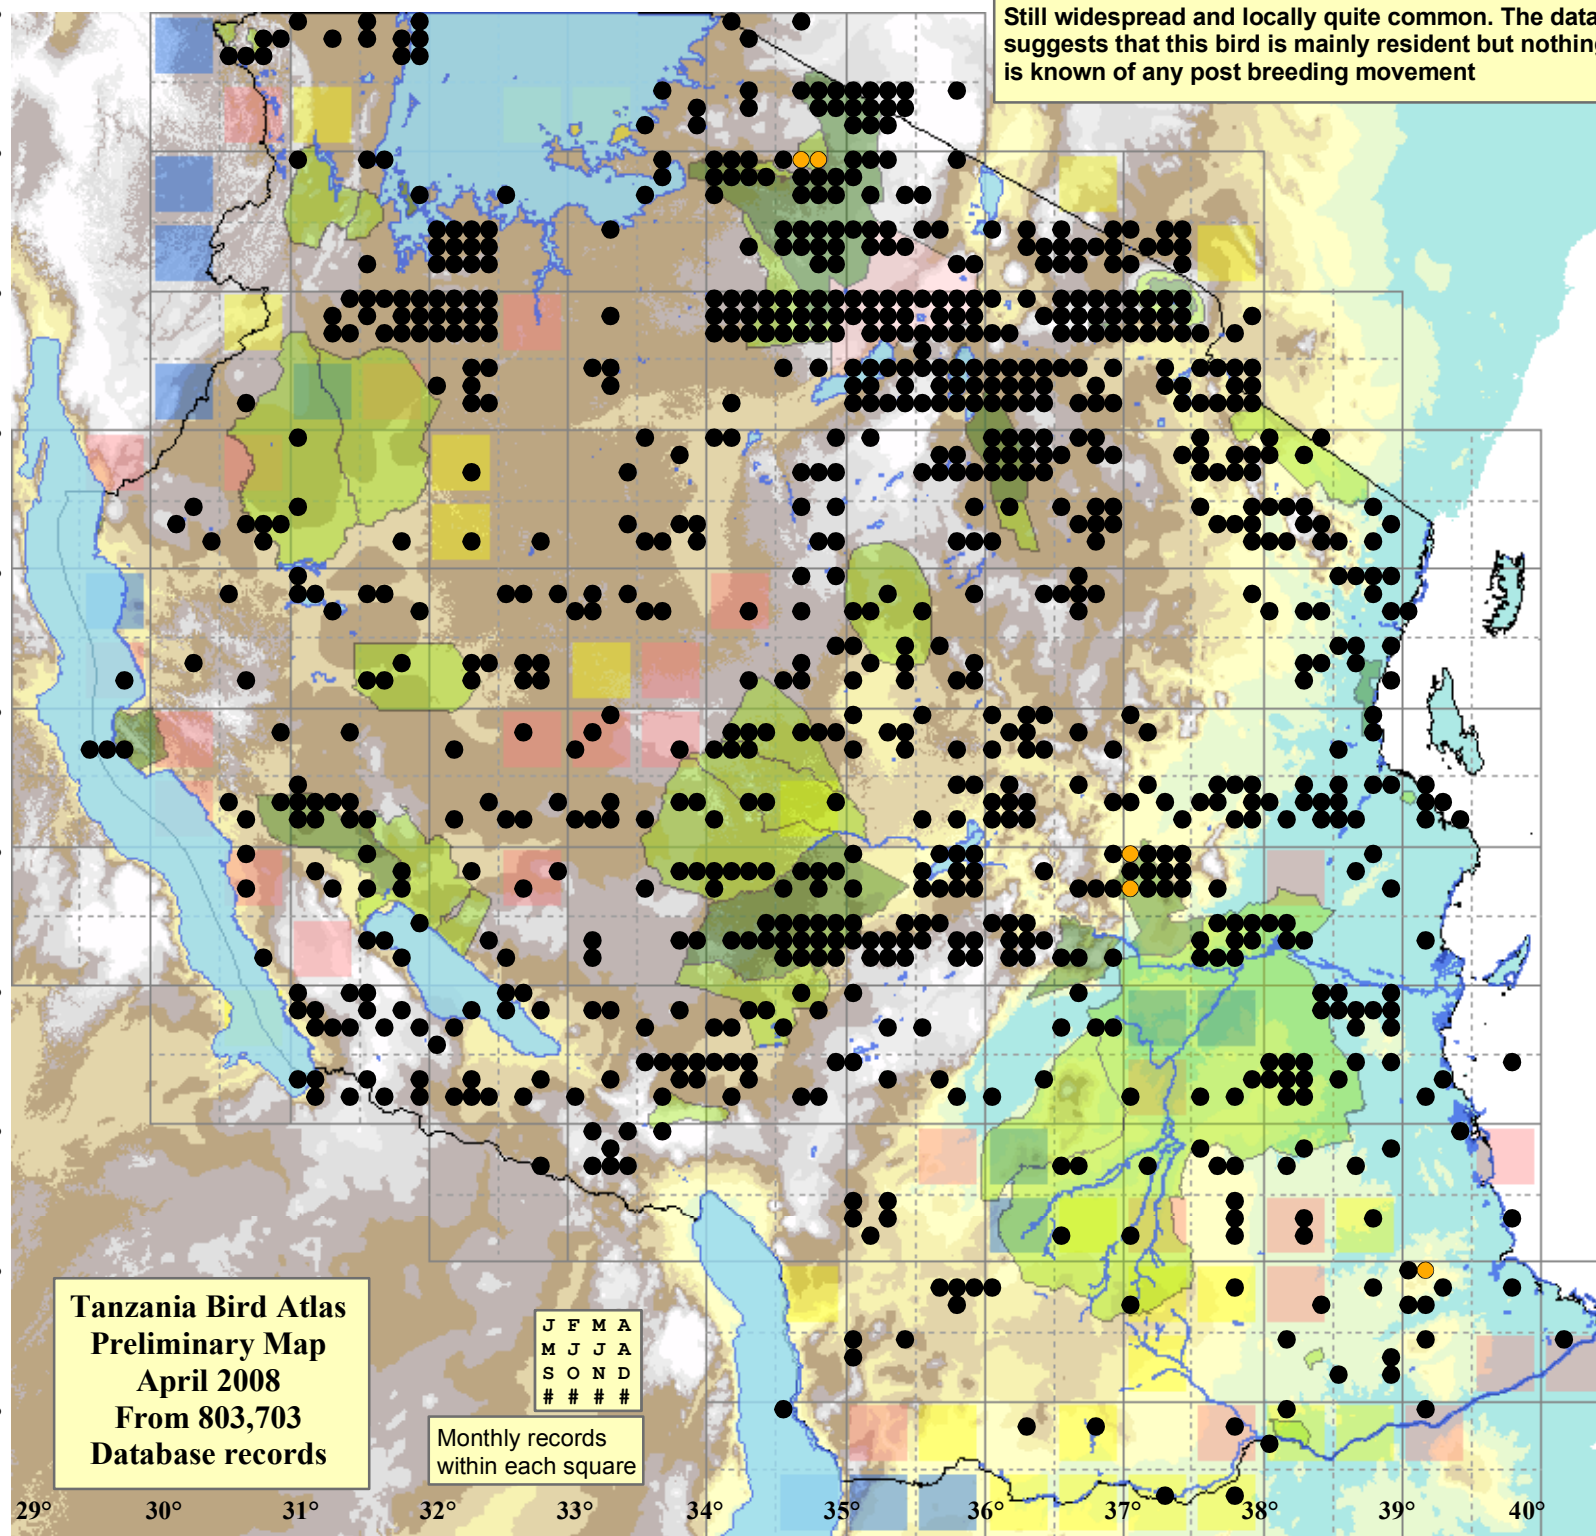 Still widespread and locally quite common. The data
suggests that this bird is mainly resident but nothing
is known of any post breeding movement
Tanzania Bird Atlas
Preliminary Map
April 2008
From 803,703
Database records
J F M A
M J J A
S O N D
# # # #
Monthly records
within each square
29° 30° 31° 32° 33° 34° 35° 36° 37° 38° 39° 40°